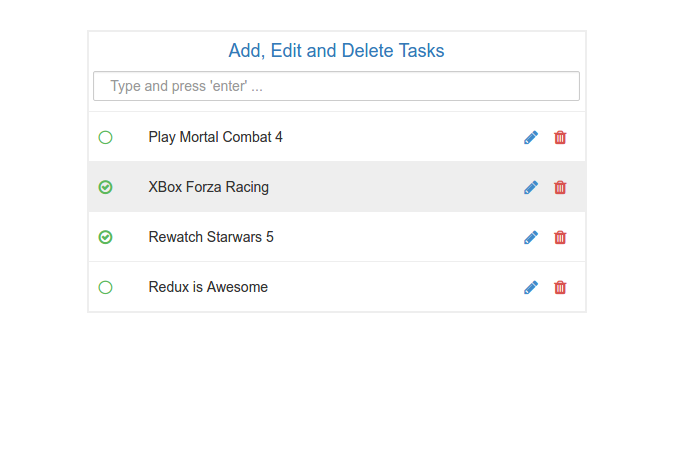 Add, Edit and Delete Tasks
Type and press 'enter' ...
Play Mortal Combat 4
XBox Forza Racing
Rewatch Starwars 5
Redux is Awesome